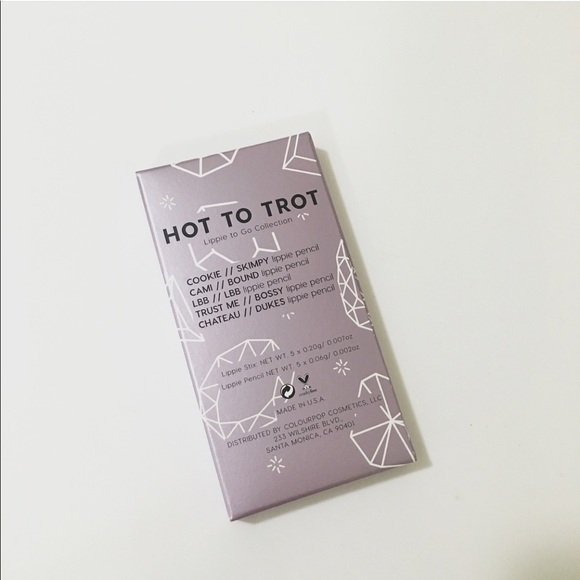 HOT TO TROT
Lippie to Go Collection
COOKIE // SKIMPY lippie pencil
CAMI // BOUND lippie pencil
LBB // LBB lippie pencil
TRUST ME // BOSSY lippie pencil
CHATEAU // DUKES lippie pencil
Lippie Stix NET WT. 5 x 0.20g/ 0.007oz
Lippie Pencil NET WT. 5 x 0.06g/ 0.002oz
MADE IN U.S.A.
DISTRIBUTED BY COLOURPOP COSMETICS, LLC
233 WILSHIRE BLVD.,
SANTA MONICA, CA 90401